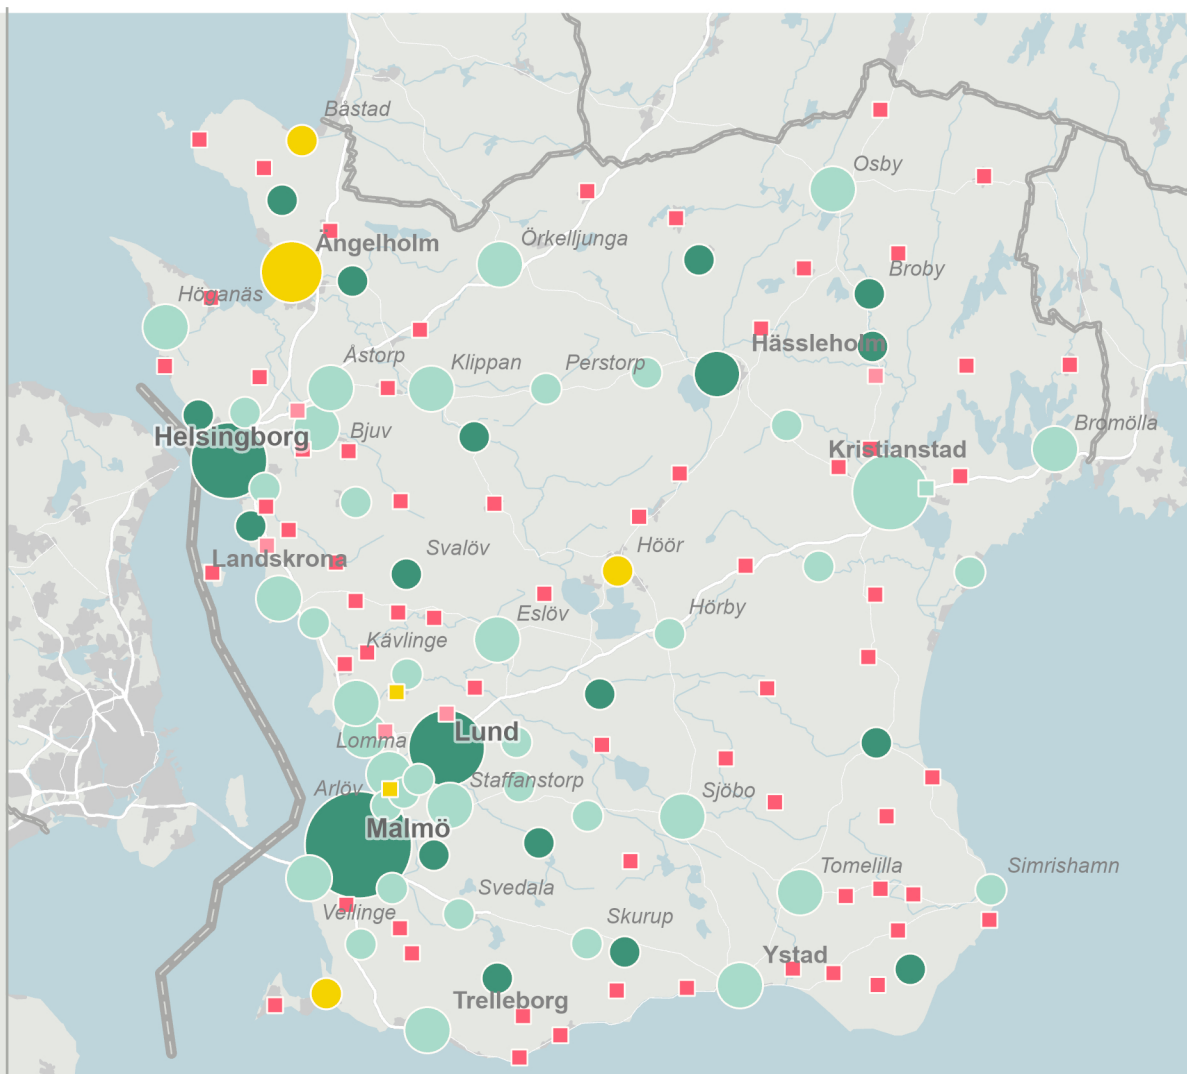 Båstad
Osby
Ängelholm
Örkelljunga
Broby
Höganäs
Hässleholm
Åstorp
Klippan
Perstorp
Bjuv
Bromölla
Helsingborg
Kristianstad
Svalöv
Höör
Landskrona
Eslöv
Hörby
Kävlinge
Lomma
Lund
Arlöv
Staffanstorp
Sjöbo
Malmö
Tomelilla
Simrishamn
Svedala
Vellinge
Skurup
Ystad
Trelleborg